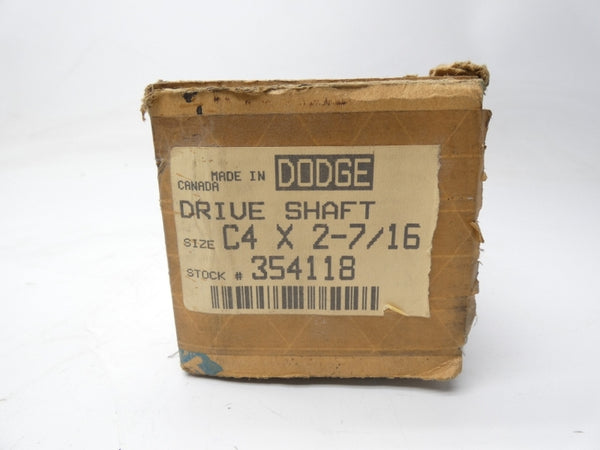 MADE IN DODGE
CANADA
DRIVE SHAFT
SIZE C4 X 2-7/16
STOCK # 354118